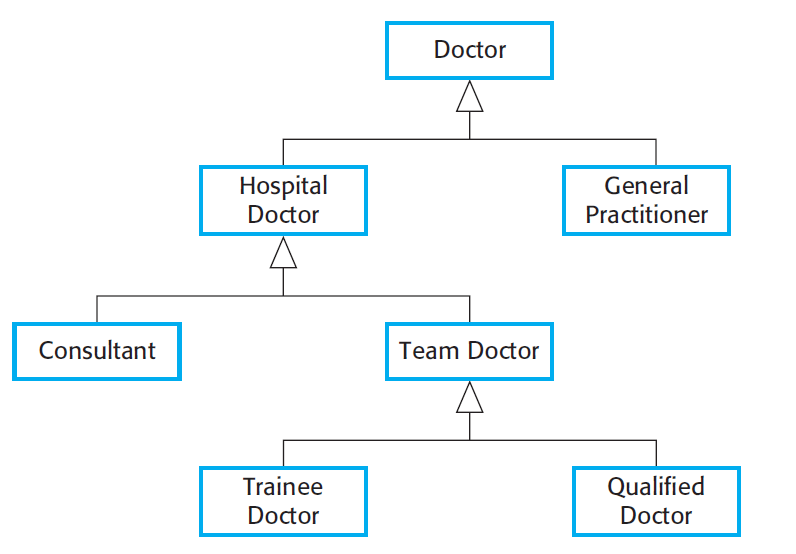 Doctor
Hospital
Doctor
General
Practitioner
Consultant
Team Doctor
Trainee
Doctor
Qualified
Doctor